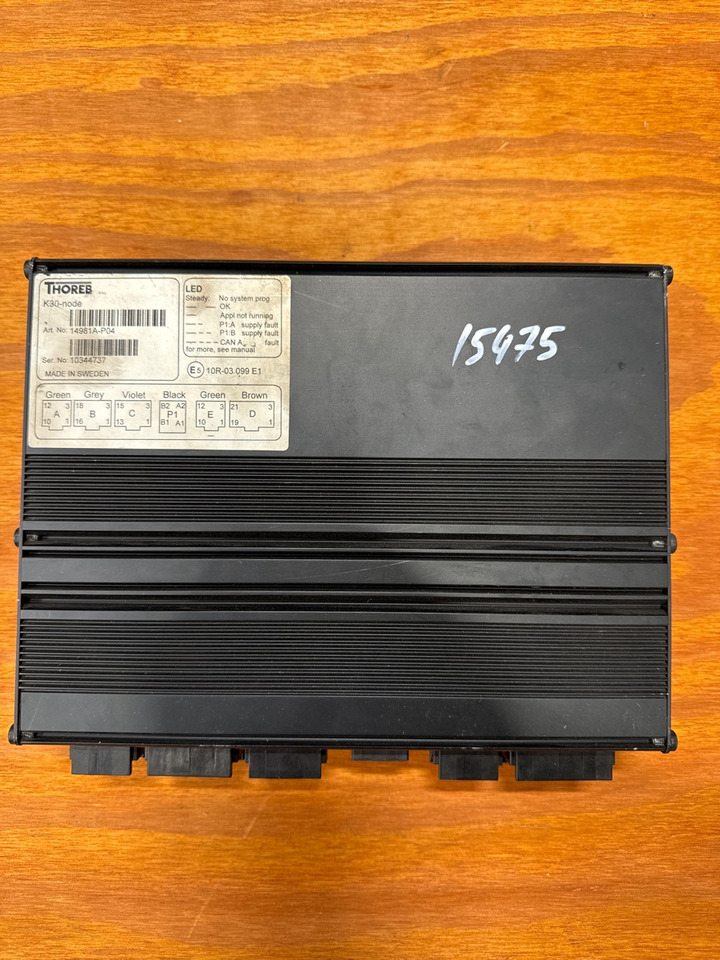 THOREB
K30-node
Art. No. 14981A-P04
Ser. No: 10344737
MADE IN SWEDEN
LED
Steady: No system prog
— — OK
— Appl not running
— – – P1:A supply fault
— – – – P1:B supply fault
— – – – – CAN A fault
for more, see manual
E5 10R-03.099 E1
Green Grey Violet Black Green Brown
12 3 18 3 15 3 B2 A2 12 3 21 3
A B C P1 E D
10 1 16 1 13 1 B1 A1 10 1 19 1
15475